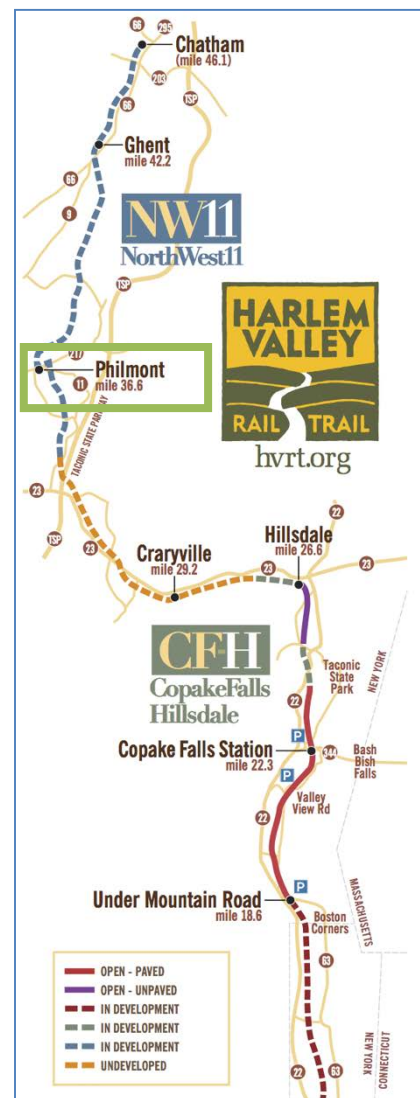 66
295
Chatham
(mile 46.1)
203
66
TSP
Ghent
mile 42.2
66
9
NW11
NorthWest11
TSP
HARLEM
VALLEY
RAIL TRAIL
hvrt.org
217
Philmont
mile 36.6
11
TACONIC STATE PARKWAY
23
TSP
23
Craryville
mile 29.2
Hillsdale
mile 26.6
22
23
23
CF-H
CopakeFalls
Hillsdale
Taconic
State
Park
NEW YORK
22
P
Copake Falls Station
mile 22.3
344
Bash
Bish
Falls
P
Valley
View Rd
22
MASSACHUSETTS
Under Mountain Road
mile 18.6
P
Boston
Corners
63
OPEN - PAVED
OPEN - UNPAVED
IN DEVELOPMENT
IN DEVELOPMENT
IN DEVELOPMENT
UNDEVELOPED
NEW YORK
CONNECTICUT
22
63